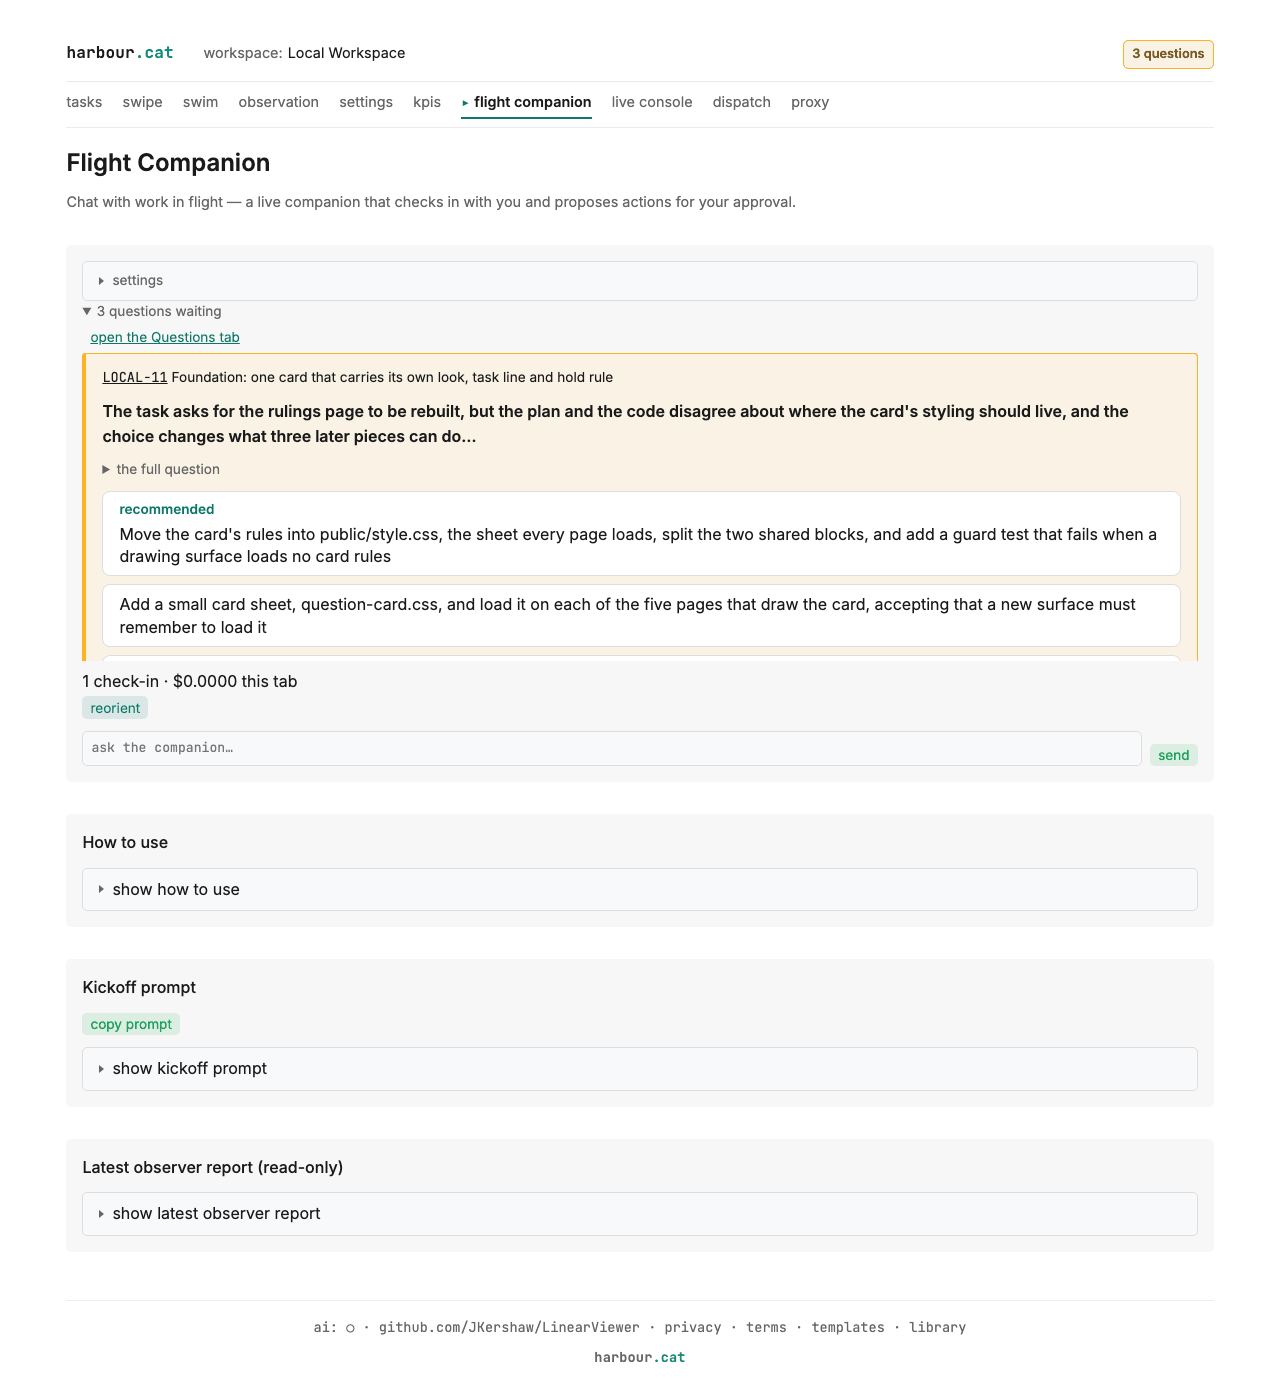 harbour.cat workspace: Local Workspace 3 questions
tasks swipe swim observation settings kpis ▸ flight companion live console dispatch proxy
Flight Companion
Chat with work in flight — a live companion that checks in with you and proposes actions for your approval.
▸ settings
▼ 3 questions waiting
open the Questions tab
LOCAL-11 Foundation: one card that carries its own look, task line and hold rule
The task asks for the rulings page to be rebuilt, but the plan and the code disagree about where the card's styling should live, and the
choice changes what three later pieces can do…
▶ the full question
recommended
Move the card's rules into public/style.css, the sheet every page loads, split the two shared blocks, and add a guard test that fails when a
drawing surface loads no card rules
Add a small card sheet, question-card.css, and load it on each of the five pages that draw the card, accepting that a new surface must
remember to load it
1 check-in · $0.0000 this tab
reorient
ask the companion…
send
How to use
▸ show how to use
Kickoff prompt
copy prompt
▸ show kickoff prompt
Latest observer report (read-only)
▸ show latest observer report
ai: ○ · github.com/JKershaw/LinearViewer · privacy · terms · templates · library
harbour.cat